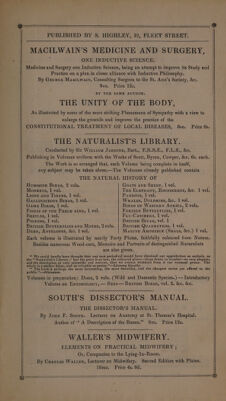 PUBLISHED BY S. HIGHLEY, 32, FLEET STREET.
MACILWAIN'S MEDICINE AND SURGERY,
ONE INDUCTIVE SCIENCE.
Medicine and Surgery one Inductive Science, being an attempt to improve its Study and
Practice on a plan in closer alliance with Inductive Philosophy.
By George Macilwain, Consulting Surgeon to the St. Ann's Society, &c.
8vo. Price 12s.
BY THE SAME AUTHOR,
THE UNITY OF THE BODY,
As illustrated by some of the more striking Phenomena of Sympathy with a view to
enlarge the grounds and improve the practice of the
CONSTITUTIONAL TREATMENT OF LOCAL DISEASES, 8vo. Price 6s.
THE NATURALIST'S LIBRARY.
Conducted by Sir William Jardine, Bart., F.R.S.E., F.L.S., &c.
Publishing in Volumes uniform with the Works of Scott, Byron, Cowper, &c. 6s. each.
The Work is so arranged that each Volume being complete in itself,
any subject may be taken alone.—The Volumes already published contain
THE NATURAL HISTORY OF
Humming Birds, 2 vols.
Monkeys, 1 vol.
Lions and Tigers, 1 vol.
Gallinaceous Birds, 1 vol.
Game Birds, 1 vol.
Fishes of the Perch kind, 1 vol.
Beetles, 1 vol.
Pigeons, 1 vol.
British Butterflies and Moths, 2 vols.
Deer, Antelopes, &c. 1 vol.
Goats and Sheep, 1 vol.
The Elephant, Rhinoceros, &c. 1 vol.
Parrots, 1 vol.
Whales, Dolphins, &c. 1 vol.
Birds of Western Africa, 2 vols.
Foreign Butterflies, 1 vol.
Fly-Catchers, 1 vol.
British Birds, 1 vol.
British Quadrupeds, 1 vol.
Marine Amphibiæ (Seals, &c.) 1 vol.
Each volume is illustrated by nearly Forty Plates, faithfully coloured from Nature.
Besides numerous Wood-cuts, Memoirs and Portraits of distinguished Naturalists
are also given.
Volumes in preparation: Dogs, 2 vols. (Wild and Domestic Species.)— Introductory
Volume on Entomology.— Bees— British Birds, vol. 2. &c. &c.
SOUTH'S DISSECTOR'S MANUAL.
THE DISSECTOR'S MANUAL.
By John F. South. Lecturer on Anatomy at St. Thomas's Hospital.
Author of "A Description of the Bones." 8vo. Price 12s.
WALLER'S MIDWIFERY.
ELEMENTS OF PRACTICAL MIDWIFERY;
Or, Companion to the Lying-In-Room.
By Charles Waller, Lecturer on Midwifery. Second Edition with Plates.
18mo. Price 4s. 6d.